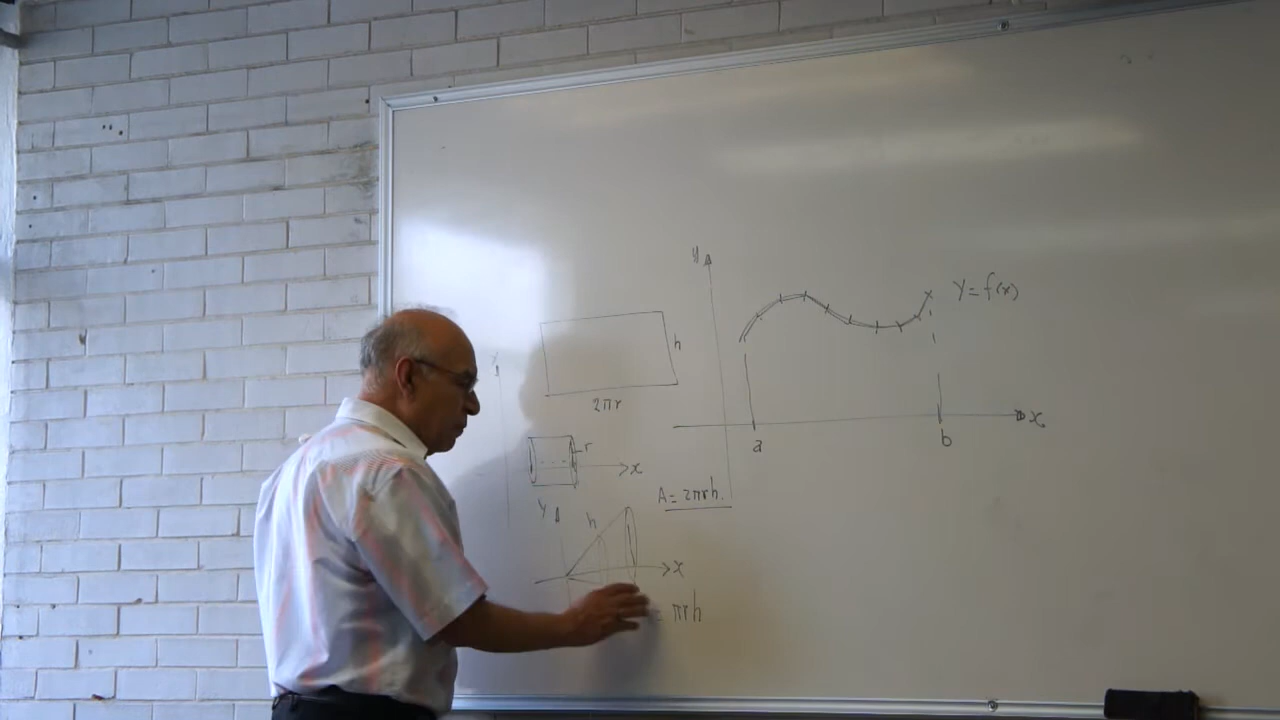 y
Y = f(x)
h
2πr
x
a
b
r
x
A = 2πrh.
Y
h
x
= πrh